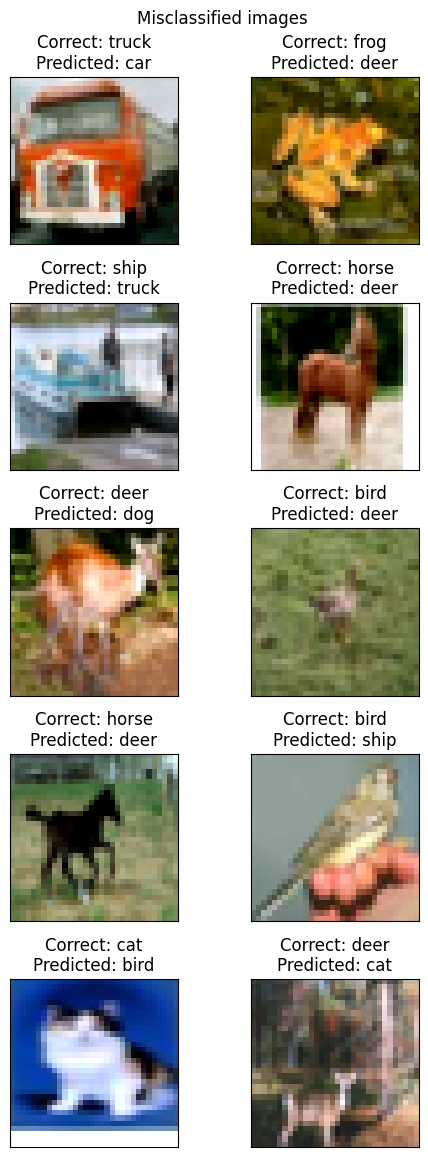 Misclassified images
Correct: truck
Predicted: car
Correct: frog
Predicted: deer
Correct: ship
Predicted: truck
Correct: horse
Predicted: deer
Correct: deer
Predicted: dog
Correct: bird
Predicted: deer
Correct: horse
Predicted: deer
Correct: bird
Predicted: ship
Correct: cat
Predicted: bird
Correct: deer
Predicted: cat